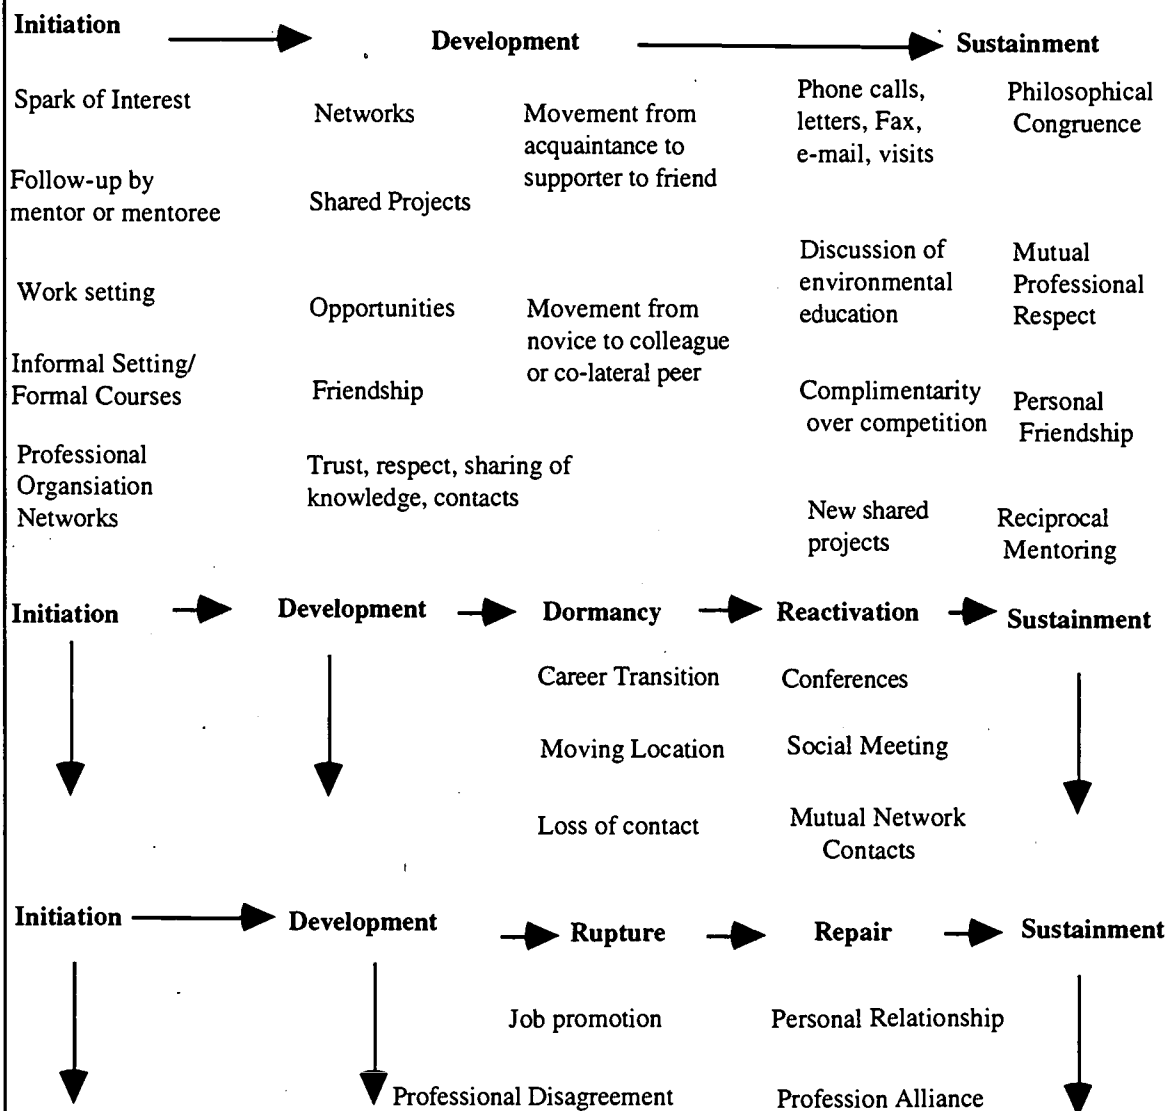 Initiation
Development
Sustainment
Spark of Interest
Follow-up by
mentor or mentoree
Work setting
Informal Setting/
Formal Courses
Professional
Organsiation
Networks
Networks
Shared Projects
Opportunities
Friendship
Trust, respect, sharing of
knowledge, contacts
Movement from
acquaintance to
supporter to friend
Movement from
novice to colleague
or co-lateral peer
Phone calls,
letters, Fax,
e-mail, visits
Discussion of
environmental
education
Complimentarity
over competition
New shared
projects
Philosophical
Congruence
Mutual
Professional
Respect
Personal
Friendship
Reciprocal
Mentoring
Initiation
Development
Dormancy
Reactivation
Sustainment
Career Transition
Moving Location
Loss of contact
Conferences
Social Meeting
Mutual Network
Contacts
Initiation
Development
Rupture
Repair
Sustainment
Job promotion
Professional Disagreement
Personal Relationship
Profession Alliance